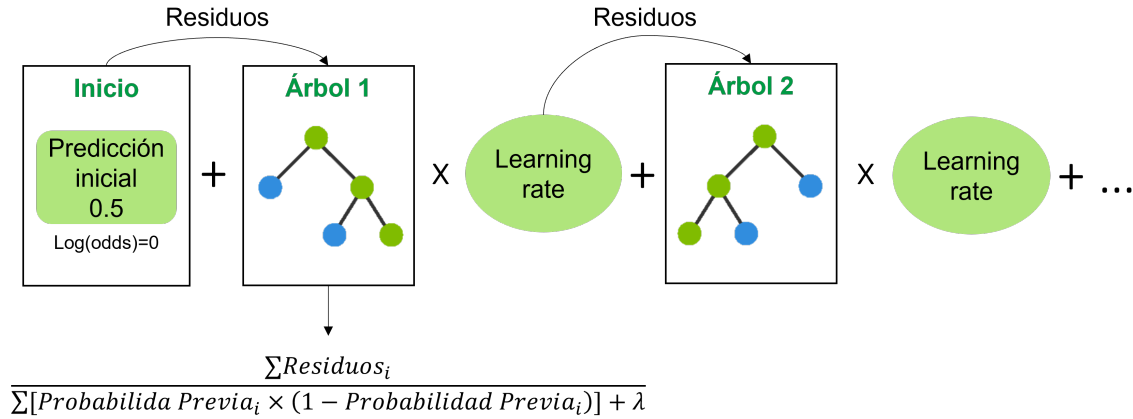 Residuos
Residuos
Inicio
Árbol 1
Árbol 2
Predicción
inicial
0.5
Log(odds)=0
+
X
Learning
rate
+
X
Learning
rate
+ ...
∑Residuos_i
∑[Probabilida Previa_i × (1 − Probabilidad Previa_i)] + λ